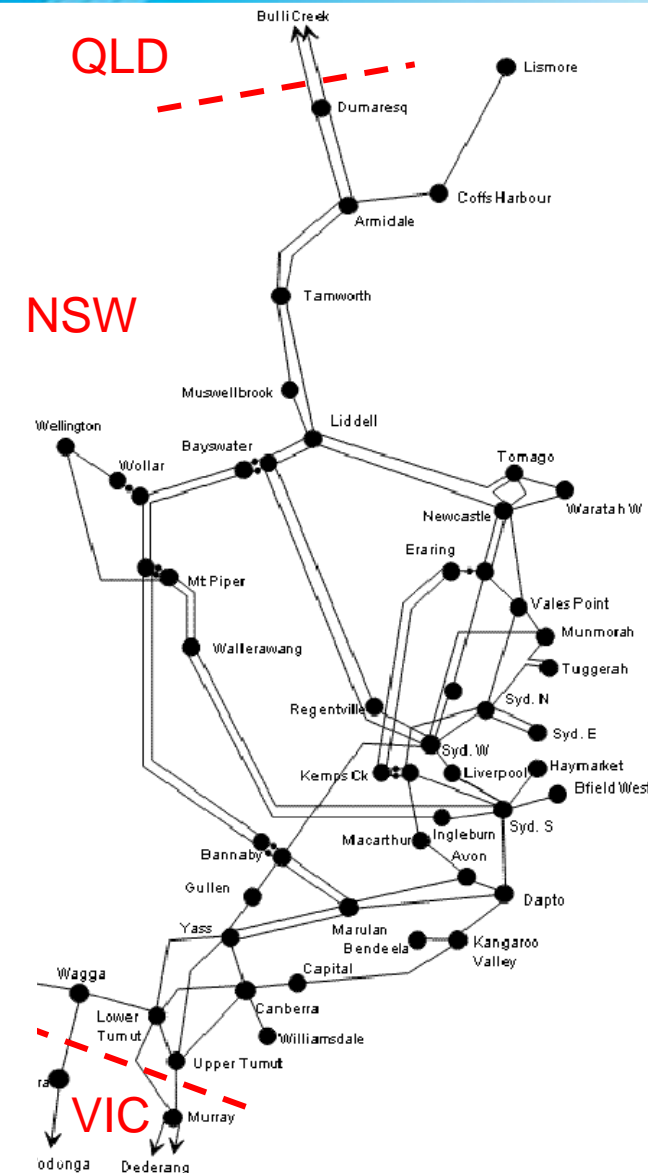 Bulli Creek
QLD
Lismore
Dumaresq
Coffs Harbour
Armidale
Tamworth
NSW
Muswellbrook
Liddell
Wellington
Bayswater
Wollar
Tomago
Newcastle
Waratah W
Eraring
Mt Piper
Vales Point
Munmorah
Wallerawang
Tuggerah
Syd. N
Regentville
Syd. E
Syd. W
Haymarket
Kemps Ck
Liverpool
Bfield West
Syd. S
Ingleburn
Macarthur
Bannaby
Avon
Gullen
Dapto
Yass
Marulan
Bendeela
Kangaroo
Valley
Wagga
Capital
Lower
Tumut
Canberra
Williamsdale
Upper Tumut
ra
VIC
Murray
odonga
Dederang